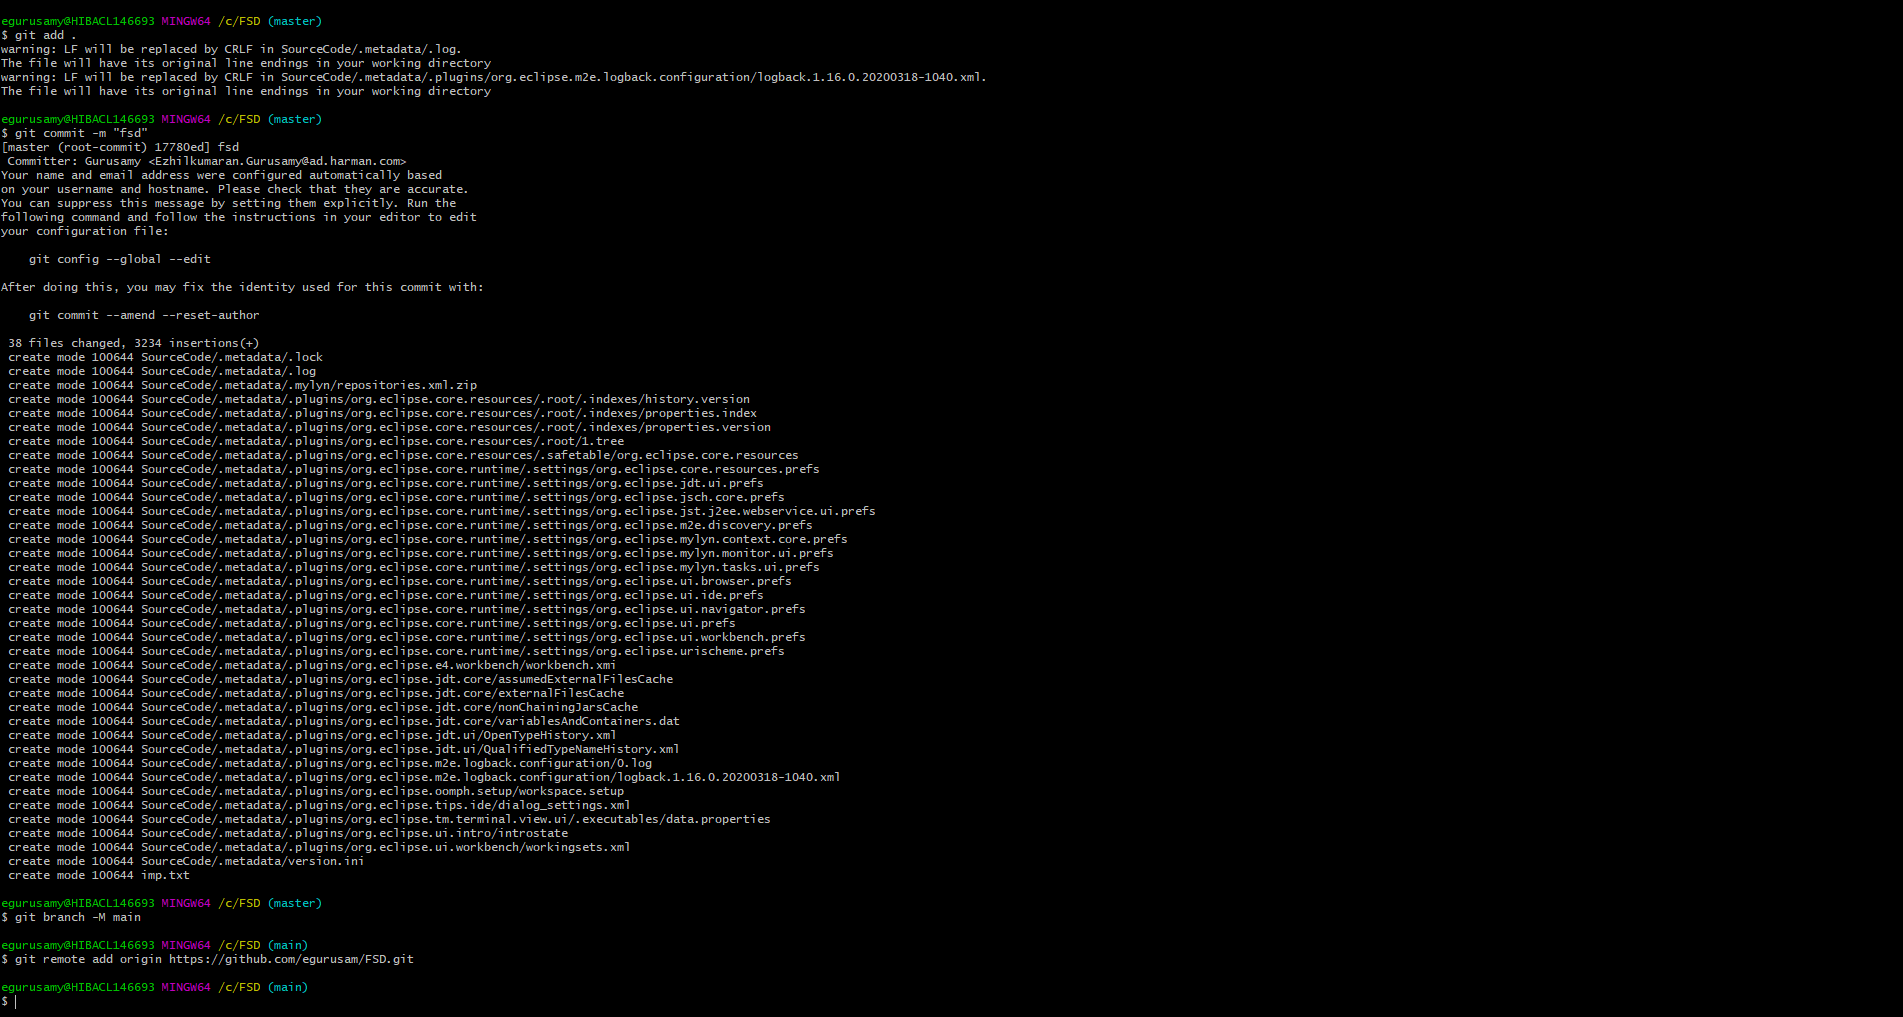 egurusamy@HIBACL146693 MINGW64 /c/FSD (master)
$ git add .
warning: LF will be replaced by CRLF in SourceCode/.metadata/.log.
The file will have its original line endings in your working directory
warning: LF will be replaced by CRLF in SourceCode/.metadata/.plugins/org.eclipse.m2e.logback.configuration/logback.1.16.0.20200318-1040.xml.
The file will have its original line endings in your working directory
egurusamy@HIBACL146693 MINGW64 /c/FSD (master)
$ git commit -m "fsd"
[master (root-commit) 17780ed] fsd
Committer: Gurusamy <Ezhilkumaran.Gurusamy@ad.harman.com>
Your name and email address were configured automatically based
on your username and hostname. Please check that they are accurate.
You can suppress this message by setting them explicitly. Run the
following command and follow the instructions in your editor to edit
your configuration file:
git config --global --edit
After doing this, you may fix the identity used for this commit with:
git commit --amend --reset-author
38 files changed, 3234 insertions(+)
create mode 100644 SourceCode/.metadata/.lock
create mode 100644 SourceCode/.metadata/.log
create mode 100644 SourceCode/.metadata/.mylyn/repositories.xml.zip
create mode 100644 SourceCode/.metadata/.plugins/org.eclipse.core.resources/.root/.indexes/history.version
create mode 100644 SourceCode/.metadata/.plugins/org.eclipse.core.resources/.root/.indexes/properties.index
create mode 100644 SourceCode/.metadata/.plugins/org.eclipse.core.resources/.root/.indexes/properties.version
create mode 100644 SourceCode/.metadata/.plugins/org.eclipse.core.resources/.root/1.tree
create mode 100644 SourceCode/.metadata/.plugins/org.eclipse.core.resources/.safetable/org.eclipse.core.resources
create mode 100644 SourceCode/.metadata/.plugins/org.eclipse.core.runtime/.settings/org.eclipse.core.resources.prefs
create mode 100644 SourceCode/.metadata/.plugins/org.eclipse.core.runtime/.settings/org.eclipse.jdt.ui.prefs
create mode 100644 SourceCode/.metadata/.plugins/org.eclipse.core.runtime/.settings/org.eclipse.jsch.core.prefs
create mode 100644 SourceCode/.metadata/.plugins/org.eclipse.core.runtime/.settings/org.eclipse.jst.j2ee.webservice.ui.prefs
create mode 100644 SourceCode/.metadata/.plugins/org.eclipse.core.runtime/.settings/org.eclipse.m2e.discovery.prefs
create mode 100644 SourceCode/.metadata/.plugins/org.eclipse.core.runtime/.settings/org.eclipse.mylyn.context.core.prefs
create mode 100644 SourceCode/.metadata/.plugins/org.eclipse.core.runtime/.settings/org.eclipse.mylyn.monitor.ui.prefs
create mode 100644 SourceCode/.metadata/.plugins/org.eclipse.core.runtime/.settings/org.eclipse.mylyn.tasks.ui.prefs
create mode 100644 SourceCode/.metadata/.plugins/org.eclipse.core.runtime/.settings/org.eclipse.ui.browser.prefs
create mode 100644 SourceCode/.metadata/.plugins/org.eclipse.core.runtime/.settings/org.eclipse.ui.ide.prefs
create mode 100644 SourceCode/.metadata/.plugins/org.eclipse.core.runtime/.settings/org.eclipse.ui.navigator.prefs
create mode 100644 SourceCode/.metadata/.plugins/org.eclipse.core.runtime/.settings/org.eclipse.ui.prefs
create mode 100644 SourceCode/.metadata/.plugins/org.eclipse.core.runtime/.settings/org.eclipse.ui.workbench.prefs
create mode 100644 SourceCode/.metadata/.plugins/org.eclipse.core.runtime/.settings/org.eclipse.urischeme.prefs
create mode 100644 SourceCode/.metadata/.plugins/org.eclipse.e4.workbench/workbench.xmi
create mode 100644 SourceCode/.metadata/.plugins/org.eclipse.jdt.core/assumedExternalFilesCache
create mode 100644 SourceCode/.metadata/.plugins/org.eclipse.jdt.core/externalFilesCache
create mode 100644 SourceCode/.metadata/.plugins/org.eclipse.jdt.core/nonChainingJarsCache
create mode 100644 SourceCode/.metadata/.plugins/org.eclipse.jdt.core/variablesAndContainers.dat
create mode 100644 SourceCode/.metadata/.plugins/org.eclipse.jdt.ui/OpenTypeHistory.xml
create mode 100644 SourceCode/.metadata/.plugins/org.eclipse.jdt.ui/QualifiedTypeNameHistory.xml
create mode 100644 SourceCode/.metadata/.plugins/org.eclipse.m2e.logback.configuration/0.log
create mode 100644 SourceCode/.metadata/.plugins/org.eclipse.m2e.logback.configuration/logback.1.16.0.20200318-1040.xml
create mode 100644 SourceCode/.metadata/.plugins/org.eclipse.oomph.setup/workspace.setup
create mode 100644 SourceCode/.metadata/.plugins/org.eclipse.tips.ide/dialog_settings.xml
create mode 100644 SourceCode/.metadata/.plugins/org.eclipse.tm.terminal.view.ui/.executables/data.properties
create mode 100644 SourceCode/.metadata/.plugins/org.eclipse.ui.intro/introstate
create mode 100644 SourceCode/.metadata/.plugins/org.eclipse.ui.workbench/workingsets.xml
create mode 100644 SourceCode/.metadata/version.ini
create mode 100644 imp.txt
egurusamy@HIBACL146693 MINGW64 /c/FSD (master)
$ git branch -M main
egurusamy@HIBACL146693 MINGW64 /c/FSD (main)
$ git remote add origin https://github.com/egurusam/FSD.git
egurusamy@HIBACL146693 MINGW64 /c/FSD (main)
$